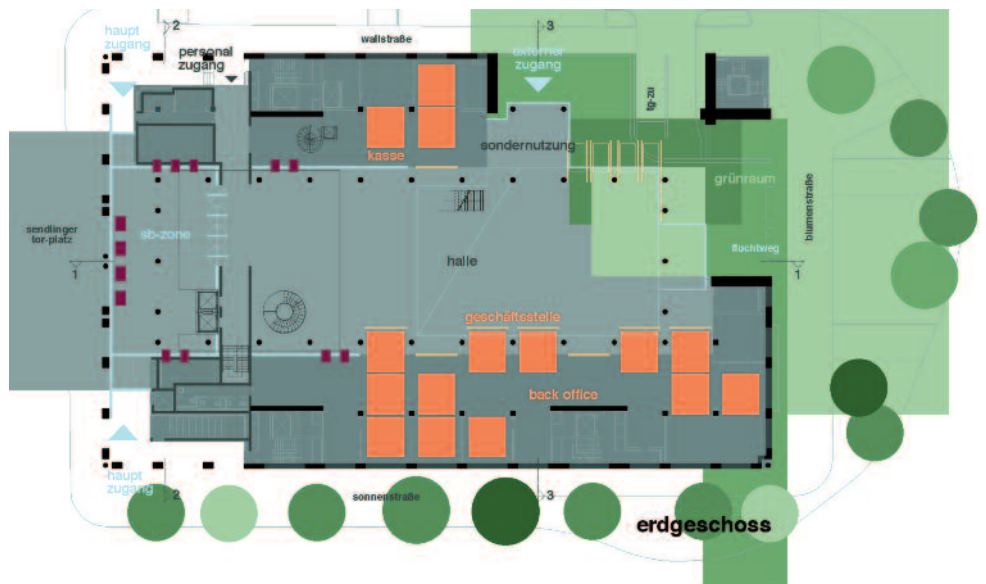 haupt
zugang
2
3
wallstraße
personal
zugang
externer
zugang
tg-zu
kasse
sondernutzung
grünraum
blumenstraße
sendlinger
tor-platz
sb-zone
fluchtweg
1
halle
1
geschäftsstelle
back office
haupt
zugang
2
sonnenstraße
3
erdgeschoss